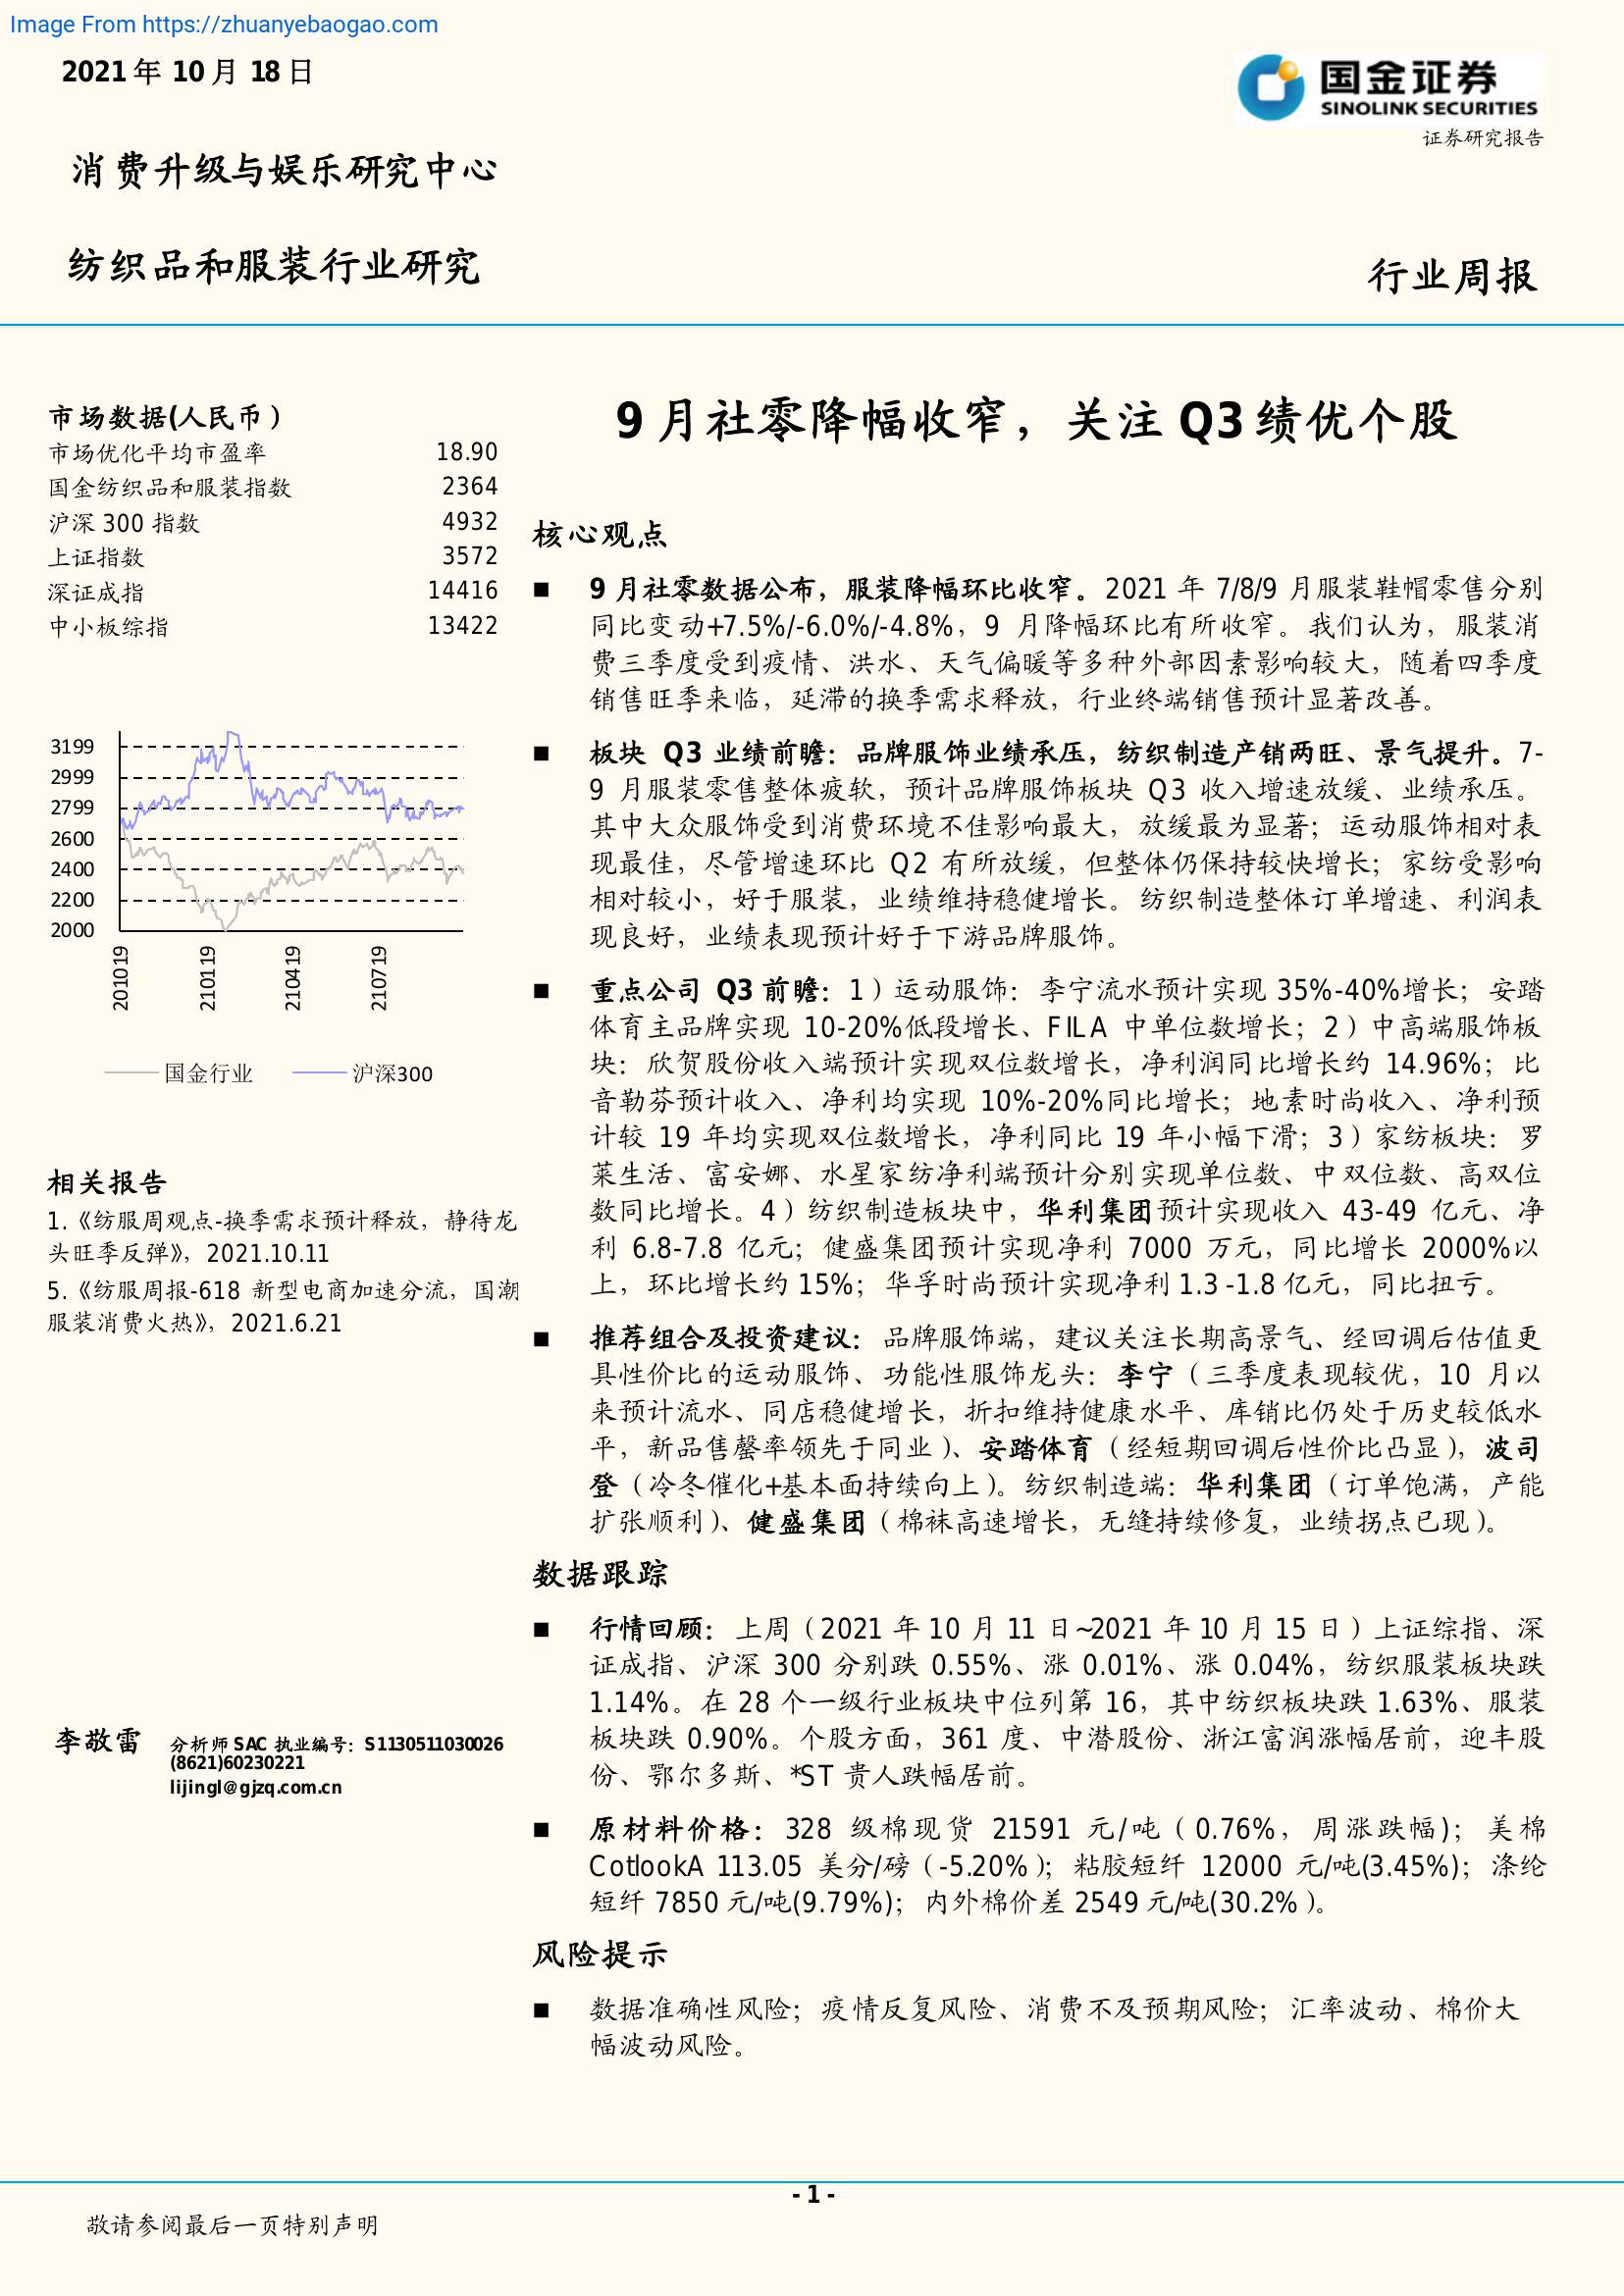 Image From https://zhuanyebaogao.com
2021 年 10 月 18 日
国金证券
SINOLINK SECURITIES
证券研究报告
消费升级与娱乐研究中心
纺织品和服装行业研究
行业周报
市场数据(人民币）
市场优化平均市盈率 18.90
国金纺织品和服装指数 2364
沪深 300 指数 4932
上证指数 3572
深证成指 14416
中小板综指 13422
3199
2999
2799
2600
2400
2200
2000
201019
210119
210419
210719
国金行业 沪深300
相关报告
1.《纺服周观点-换季需求预计释放，静待龙
头旺季反弹》，2021.10.11
5.《纺服周报-618 新型电商加速分流，国潮
服装消费火热》，2021.6.21
李敬雷 分析师 SAC 执业编号：S1130511030026
(8621)60230221
lijingl@gjzq.com.cn
9 月社零降幅收窄，关注 Q3 绩优个股
核心观点
■ 9 月社零数据公布，服装降幅环比收窄。2021 年 7/8/9 月服装鞋帽零售分别
同比变动+7.5%/-6.0%/-4.8%，9 月降幅环比有所收窄。我们认为，服装消
费三季度受到疫情、洪水、天气偏暖等多种外部因素影响较大，随着四季度
销售旺季来临，延滞的换季需求释放，行业终端销售预计显著改善。
■ 板块 Q3 业绩前瞻：品牌服饰业绩承压，纺织制造产销两旺、景气提升。7-
9 月服装零售整体疲软，预计品牌服饰板块 Q3 收入增速放缓、业绩承压。
其中大众服饰受到消费环境不佳影响最大，放缓最为显著；运动服饰相对表
现最佳，尽管增速环比 Q2 有所放缓，但整体仍保持较快增长；家纺受影响
相对较小，好于服装，业绩维持稳健增长。纺织制造整体订单增速、利润表
现良好，业绩表现预计好于下游品牌服饰。
■ 重点公司 Q3 前瞻：1）运动服饰：李宁流水预计实现 35%-40%增长；安踏
体育主品牌实现 10-20%低段增长、FILA 中单位数增长；2）中高端服饰板
块：欣贺股份收入端预计实现双位数增长，净利润同比增长约 14.96%；比
音勒芬预计收入、净利均实现 10%-20%同比增长；地素时尚收入、净利预
计较 19 年均实现双位数增长，净利同比 19 年小幅下滑；3）家纺板块：罗
莱生活、富安娜、水星家纺净利端预计分别实现单位数、中双位数、高双位
数同比增长。4）纺织制造板块中，华利集团预计实现收入 43-49 亿元、净
利 6.8-7.8 亿元；健盛集团预计实现净利 7000 万元，同比增长 2000%以
上，环比增长约 15%；华孚时尚预计实现净利 1.3 -1.8 亿元，同比扭亏。
■ 推荐组合及投资建议：品牌服饰端，建议关注长期高景气、经回调后估值更
具性价比的运动服饰、功能性服饰龙头：李宁（三季度表现较优，10 月以
来预计流水、同店稳健增长，折扣维持健康水平、库销比仍处于历史较低水
平，新品售罄率领先于同业）、安踏体育（经短期回调后性价比凸显），波司
登（冷冬催化+基本面持续向上）。纺织制造端：华利集团（订单饱满，产能
扩张顺利）、健盛集团（棉袜高速增长，无缝持续修复，业绩拐点已现）。
数据跟踪
■ 行情回顾：上周（2021 年 10 月 11 日~2021 年 10 月 15 日）上证综指、深
证成指、沪深 300 分别跌 0.55%、涨 0.01%、涨 0.04%，纺织服装板块跌
1.14%。在 28 个一级行业板块中位列第 16，其中纺织板块跌 1.63%、服装
板块跌 0.90%。个股方面，361 度、中潜股份、浙江富润涨幅居前，迎丰股
份、鄂尔多斯、*ST 贵人跌幅居前。
■ 原材料价格：328 级棉现货 21591 元/吨（0.76%，周涨跌幅)；美棉
CotlookA 113.05 美分/磅（-5.20%）；粘胶短纤 12000 元/吨(3.45%)；涤纶
短纤 7850 元/吨(9.79%)；内外棉价差 2549 元/吨(30.2%）。
风险提示
■ 数据准确性风险；疫情反复风险、消费不及预期风险；汇率波动、棉价大
幅波动风险。
- 1 -
敬请参阅最后一页特别声明